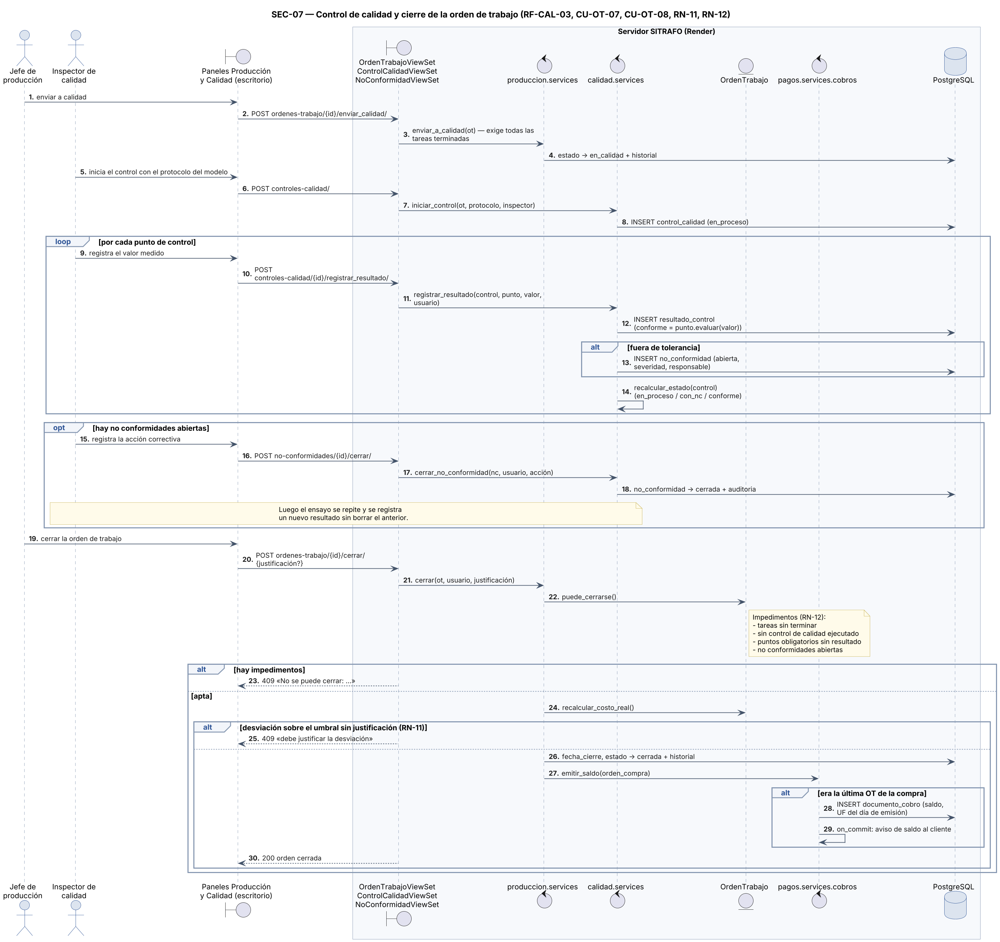 SEC-07 — Control de calidad y cierre de la orden de trabajo (RF-CAL-03, CU-OT-07, CU-OT-08, RN-11, RN-12)
Servidor SITRAFO (Render)
Jefe de
producción
Inspector de
calidad
Paneles Producción
y Calidad (escritorio)
OrdenTrabajoViewSet
ControlCalidadViewSet
NoConformidadViewSet
produccion.services
calidad.services
OrdenTrabajo
pagos.services.cobros
PostgreSQL
1. enviar a calidad
2. POST ordenes-trabajo/{id}/enviar_calidad/
3. enviar_a_calidad(ot) — exige todas las
tareas terminadas
4. estado → en_calidad + historial
5. inicia el control con el protocolo del modelo
6. POST controles-calidad/
7. iniciar_control(ot, protocolo, inspector)
8. INSERT control_calidad (en_proceso)
loop [por cada punto de control]
9. registra el valor medido
10. POST
controles-calidad/{id}/registrar_resultado/
11. registrar_resultado(control, punto, valor,
usuario)
12. INSERT resultado_control
(conforme = punto.evaluar(valor))
alt [fuera de tolerancia]
13. INSERT no_conformidad (abierta,
severidad, responsable)
14. recalcular_estado(control)
(en_proceso / con_nc / conforme)
opt [hay no conformidades abiertas]
15. registra la acción correctiva
16. POST no-conformidades/{id}/cerrar/
17. cerrar_no_conformidad(nc, usuario, acción)
18. no_conformidad → cerrada + auditoria
Luego el ensayo se repite y se registra
un nuevo resultado sin borrar el anterior.
19. cerrar la orden de trabajo
20. POST ordenes-trabajo/{id}/cerrar/
{justificación?}
21. cerrar(ot, usuario, justificación)
22. puede_cerrarse()
Impedimentos (RN-12):
- tareas sin terminar
- sin control de calidad ejecutado
- puntos obligatorios sin resultado
- no conformidades abiertas
alt [hay impedimentos]
23. 409 «No se puede cerrar: ...»
[apta]
24. recalcular_costo_real()
alt [desviación sobre el umbral sin justificación (RN-11)]
25. 409 «debe justificar la desviación»
26. fecha_cierre, estado → cerrada + historial
27. emitir_saldo(orden_compra)
alt [era la última OT de la compra]
28. INSERT documento_cobro (saldo,
UF del día de emisión)
29. on_commit: aviso de saldo al cliente
30. 200 orden cerrada
Jefe de
producción
Inspector de
calidad
Paneles Producción
y Calidad (escritorio)
OrdenTrabajoViewSet
ControlCalidadViewSet
NoConformidadViewSet
produccion.services
calidad.services
OrdenTrabajo
pagos.services.cobros
PostgreSQL